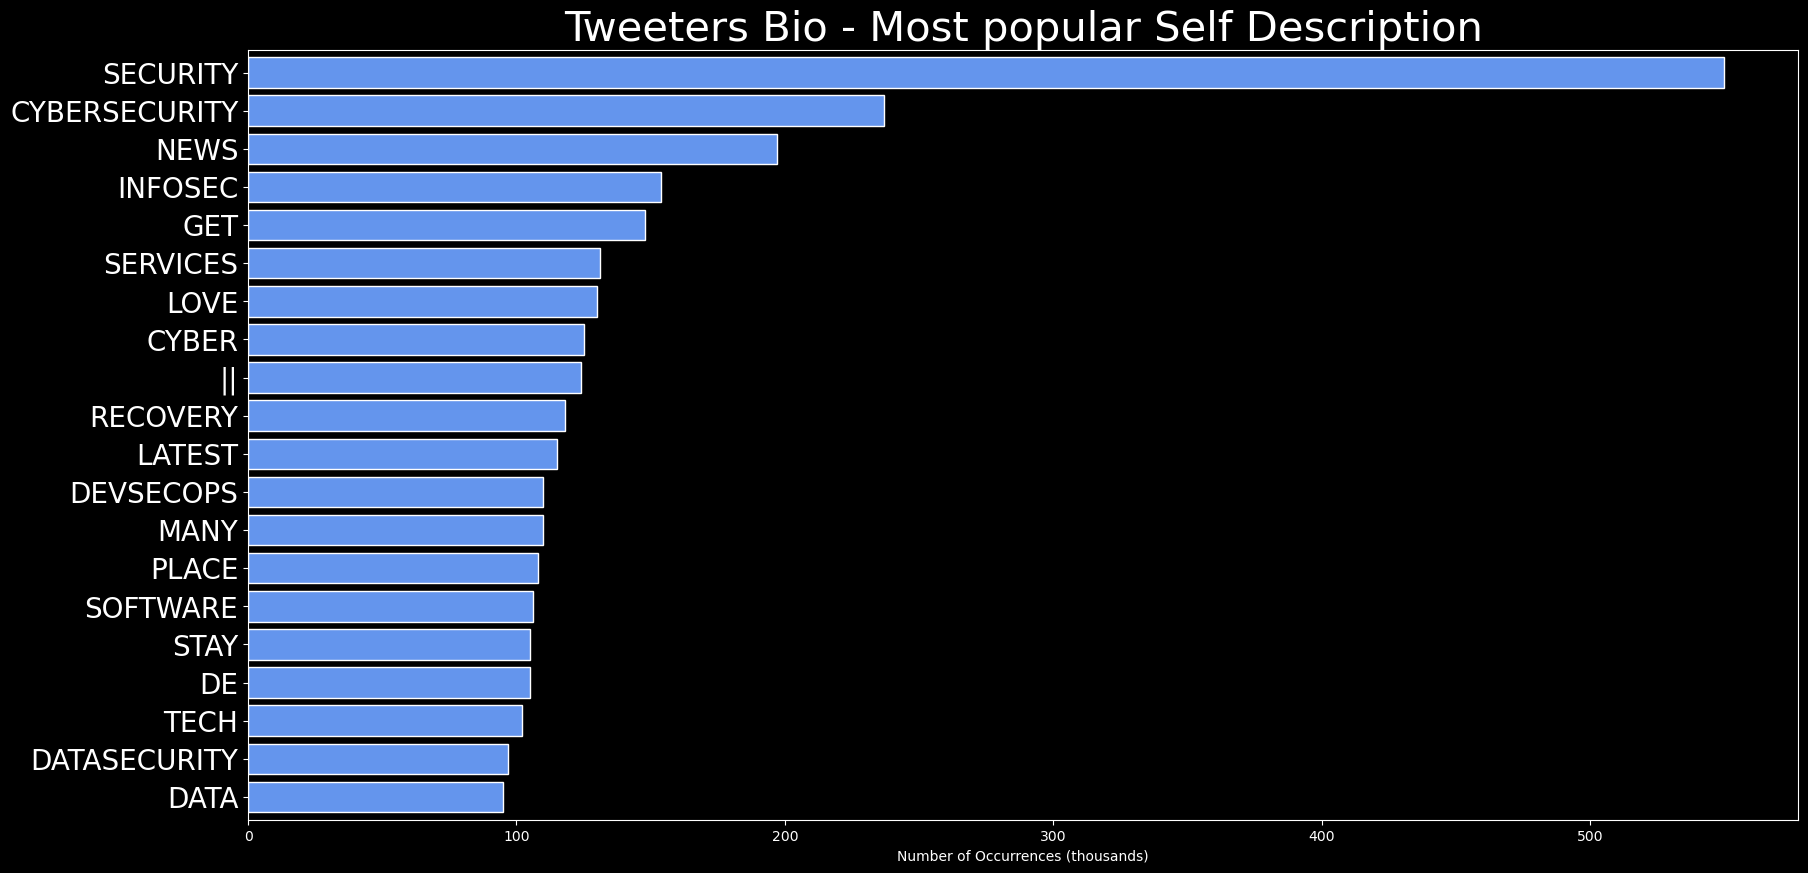 Tweeters Bio - Most popular Self Description
SECURITY
CYBERSECURITY
NEWS
INFOSEC
GET
SERVICES
LOVE
CYBER
||
RECOVERY
LATEST
DEVSECOPS
MANY
PLACE
SOFTWARE
STAY
DE
TECH
DATASECURITY
DATA
0 100 200 300 400 500
Number of Occurrences (thousands)